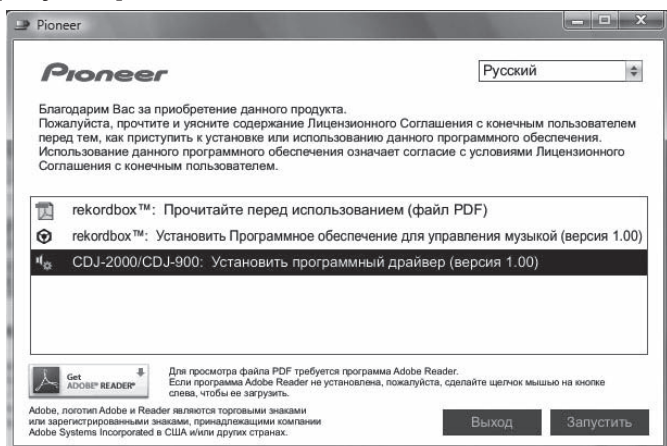 Pioneer
Pioneer
Русский
Благодарим Вас за приобретение данного продукта.
Пожалуйста, прочтите и уясните содержание Лицензионного Соглашения с конечным пользователем
перед тем, как приступить к установке или использованию данного программного обеспечения.
Использование данного программного обеспечения означает согласие с условиями Лицензионного
Соглашения с конечным пользователем.
rekordbox™: Прочитайте перед использованием (файл PDF)
rekordbox™: Установить Программное обеспечение для управления музыкой (версия 1.00)
CDJ-2000/CDJ-900: Установить программный драйвер (версия 1.00)
Get
ADOBE® READER®
Для просмотра файла PDF требуется программа Adobe Reader.
Если программа Adobe Reader не установлена, пожалуйста, сделайте щелчок мышью на кнопке
слева, чтобы ее загрузить.
Adobe, логотип Adobe и Reader являются торговыми знаками
или зарегистрированными знаками, принадлежащими компании
Adobe Systems Incorporated в США и/или других странах.
Выход
Запустить